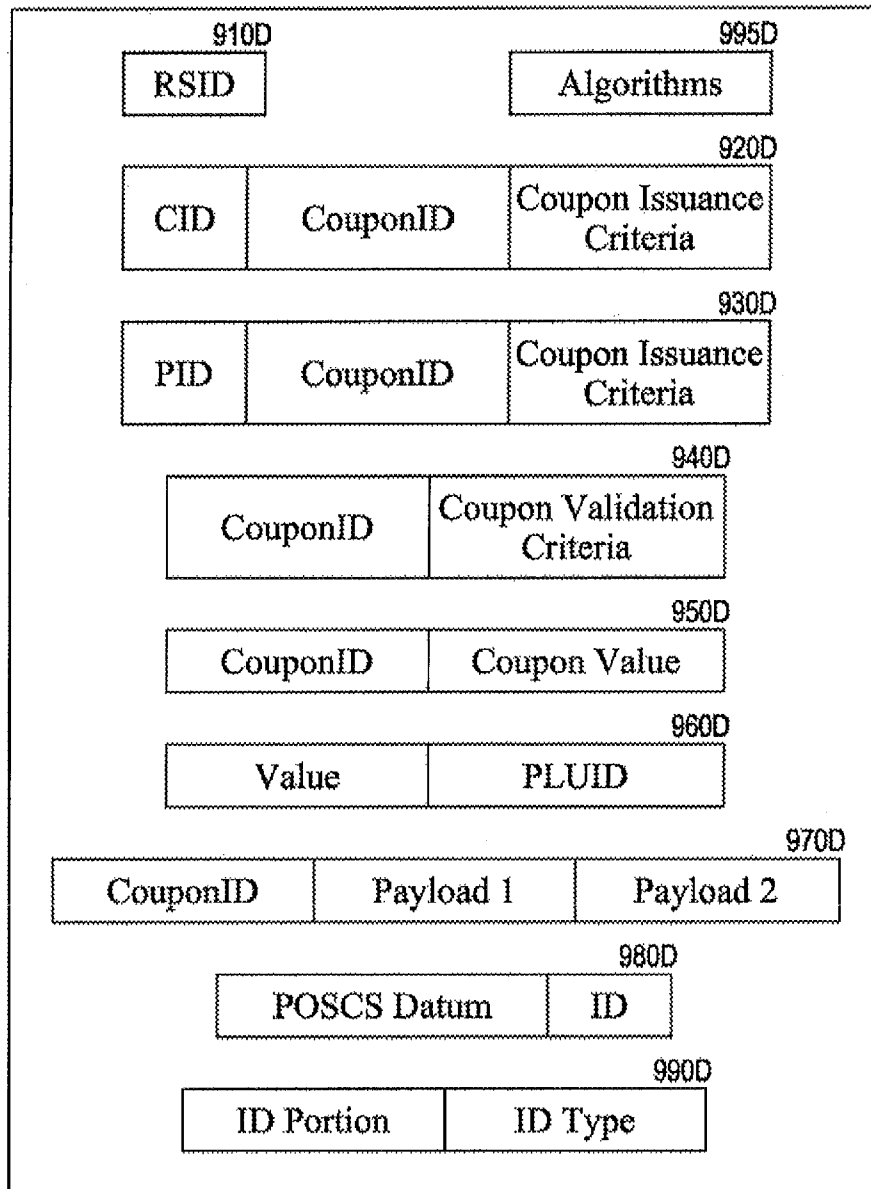 910D 995D
RSID Algorithms
920D
CID CouponID Coupon Issuance
Criteria
930D
PID CouponID Coupon Issuance
Criteria
940D
CouponID Coupon Validation
Criteria
950D
CouponID Coupon Value
960D
Value PLUID
970D
CouponID Payload 1 Payload 2
980D
POSCS Datum ID
990D
ID Portion ID Type